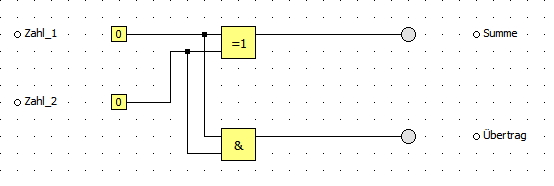 Zahl_1 0 =1 Summe
Zahl_2 0
& Übertrag